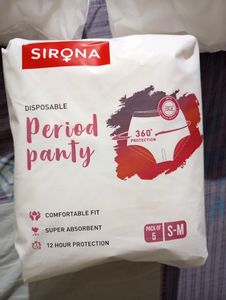 SIRONA
DISPOSABLE
Period
panty
360°
PROTECTION
COMFORTABLE FIT
SUPER ABSORBENT
12 HOUR PROTECTION
PACK OF
5
S-M